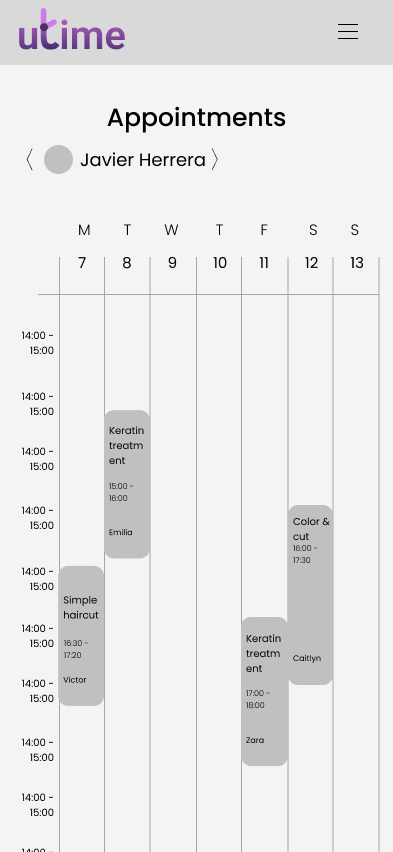 utime
Appointments
〈 Javier Herrera 〉
M T W T F S S
7 8 9 10 11 12 13
14:00 -
15:00
14:00 -
15:00
Keratin
treatm
ent
15:00 -
16:00
Emilia
14:00 -
15:00
14:00 -
15:00
Color &
cut
16:00 -
17:30
Caitlyn
14:00 -
15:00
Simple
haircut
16:30 -
17:20
Victor
14:00 -
15:00
Keratin
treatm
ent
17:00 -
18:00
Zara
14:00 -
15:00
14:00 -
15:00
14:00 -
15:00
14:00 -